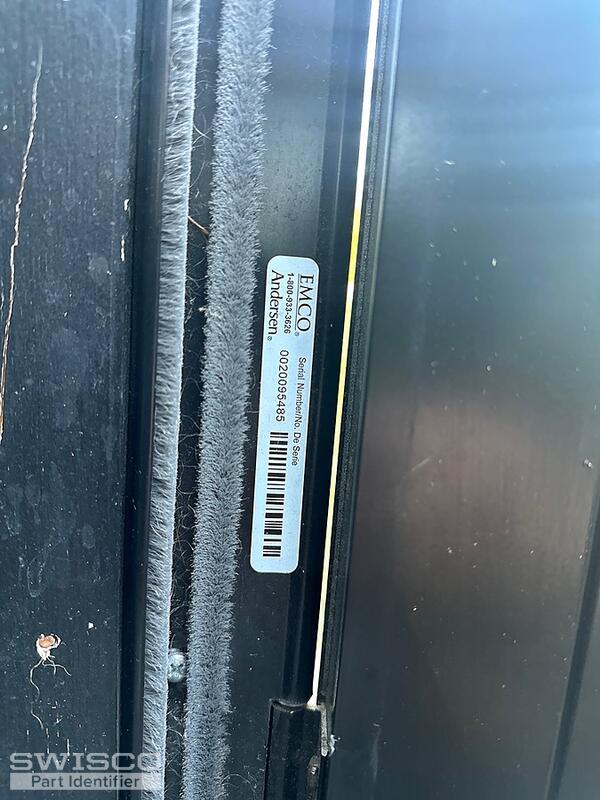 EMCO®
1-800-933-3626
Andersen®
Serial Number/No. De Serie
0020095485
SWISCO
Part Identifier